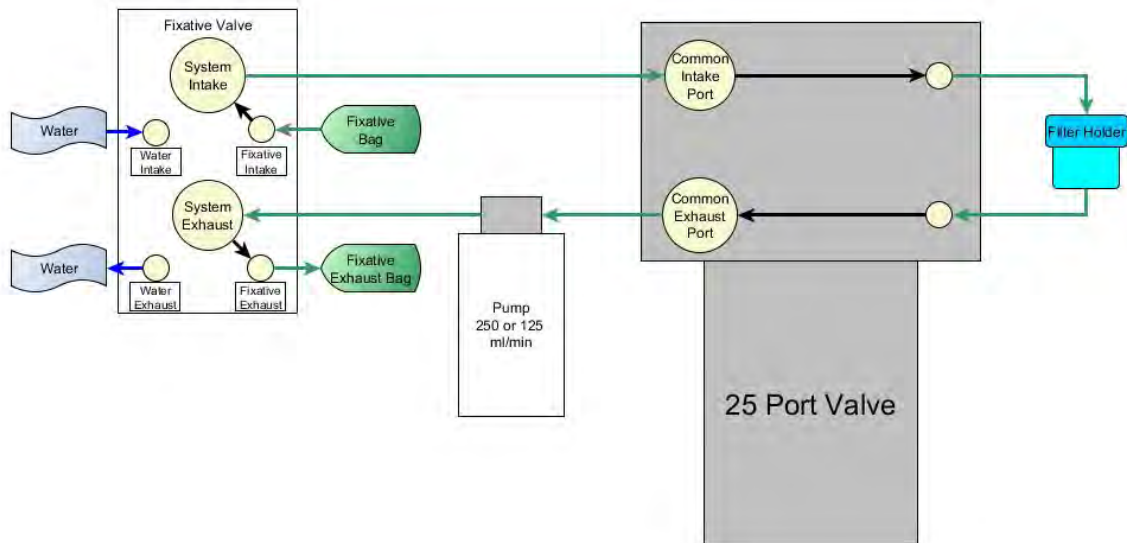 Fixative Valve
System
Intake
Common
Intake
Port
Water
Fixative
Bag
Filter Holder
Water
Intake
Fixative
Intake
System
Exhaust
Common
Exhaust
Port
Water
Fixative
Exhaust Bag
Water
Exhaust
Fixative
Exhaust
Pump
250 or 125
ml/min
25 Port Valve